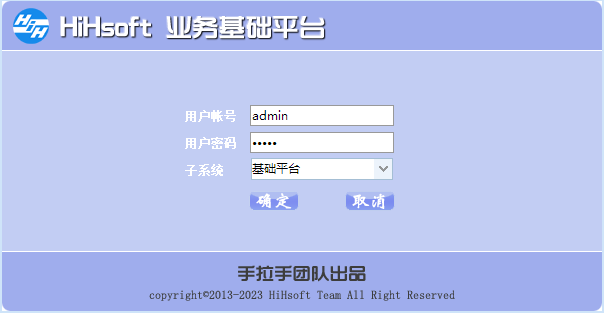 HiHsoft 业务基础平台
用户帐号 admin
用户密码 •••••
子系统 基础平台
确定 取消
手拉手团队出品
copyright©2013-2023 HiHsoft Team All Right Reserved